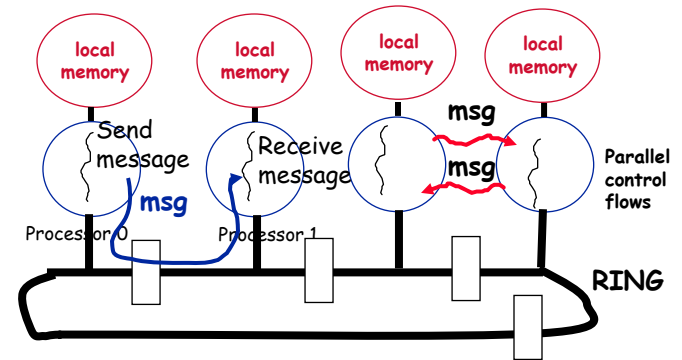 local
memory
local
memory
local
memory
local
memory
msg
Send
message
Receive
message
msg
Parallel
control
flows
msg
Processor 0
Processor 1
RING